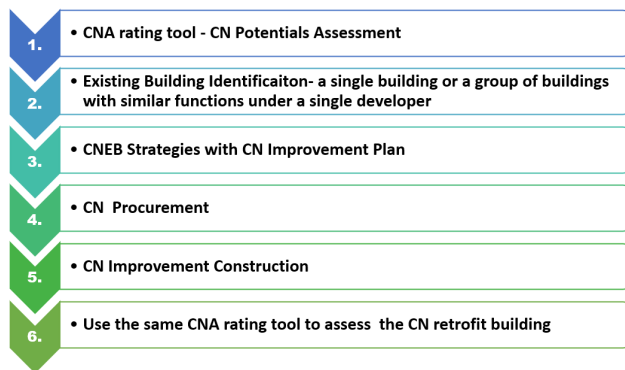 1.
• CNA rating tool - CN Potentials Assessment
2.
• Existing Building Identificaiton- a single building or a group of buildings
with similar functions under a single developer
3.
• CNEB Strategies with CN Improvement Plan
4.
• CN Procurement
5.
• CN Improvement Construction
6.
• Use the same CNA rating tool to assess the CN retrofit building